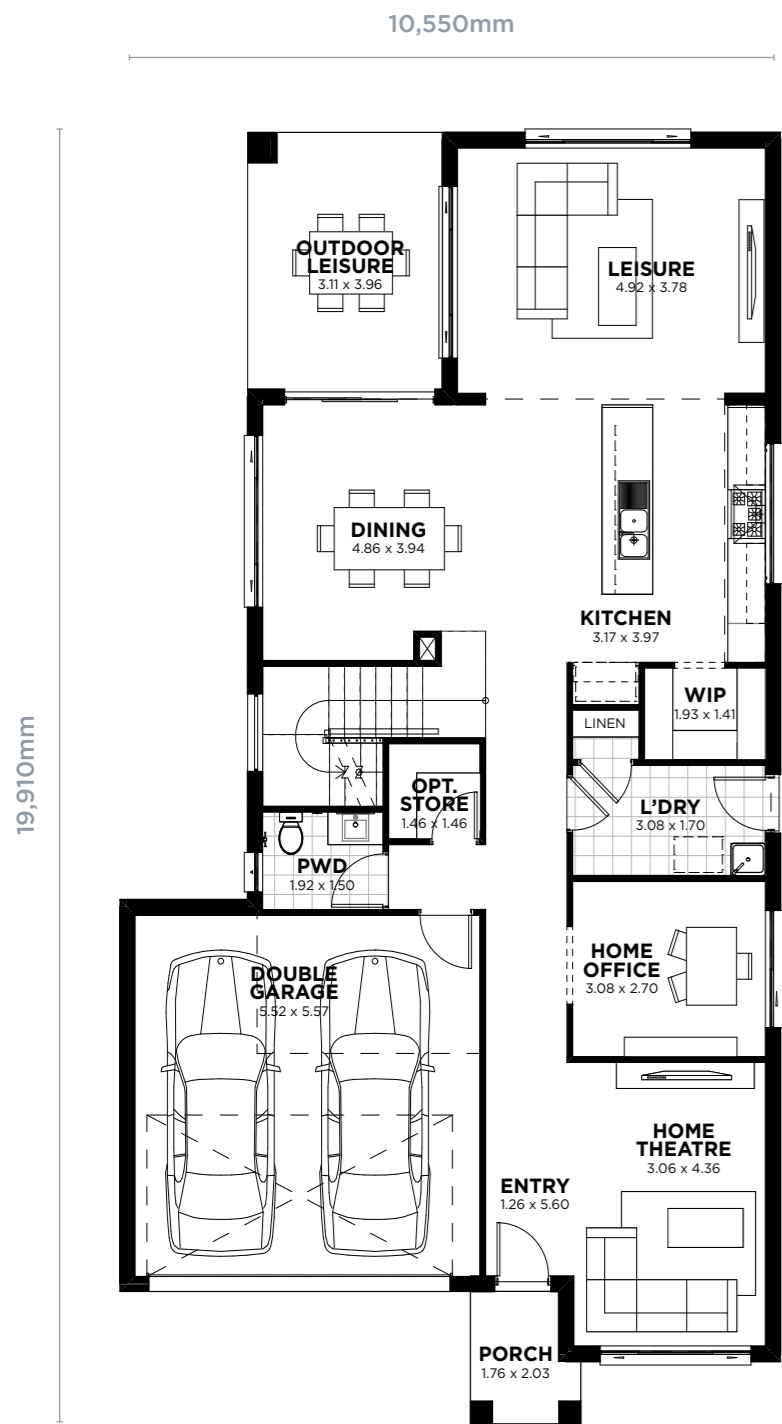 10,550mm
19,910mm
OUTDOOR
LEISURE
3.11 x 3.96
LEISURE
4.92 x 3.78
DINING
4.86 x 3.94
KITCHEN
3.17 x 3.97
WIP
1.93 x 1.41
LINEN
OPT.
STORE
1.46 x 1.46
L'DRY
3.08 x 1.70
PWD
1.92 x 1.50
HOME
OFFICE
3.08 x 2.70
DOUBLE
GARAGE
5.52 x 5.57
HOME
THEATRE
3.06 x 4.36
ENTRY
1.26 x 5.60
PORCH
1.76 x 2.03